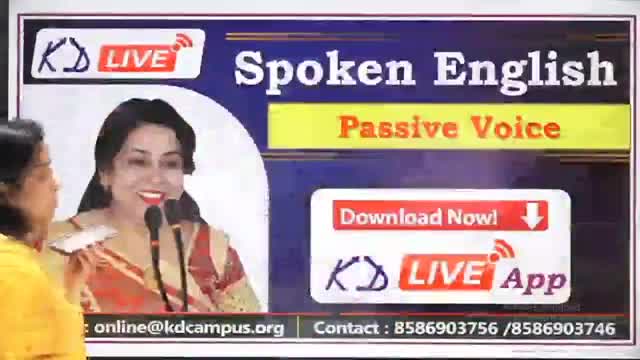 KD LIVE
Spoken English
Passive Voice
Download Now!
KD LIVE App
: online@kdcampus.org
Contact : 8586903756 /8586903746